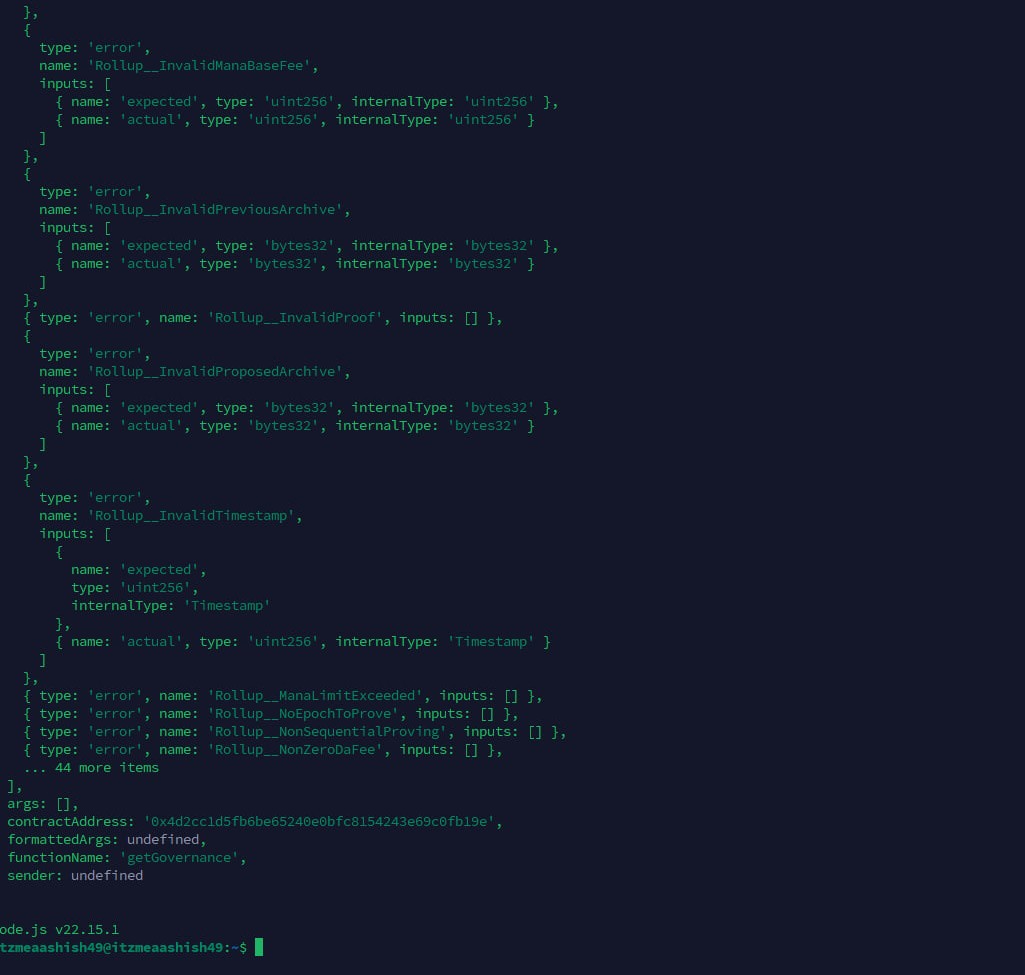 },
{
type: 'error',
name: 'Rollup__InvalidManaBaseFee',
inputs: [
{ name: 'expected', type: 'uint256', internalType: 'uint256' },
{ name: 'actual', type: 'uint256', internalType: 'uint256' }
]
},
{
type: 'error',
name: 'Rollup__InvalidPreviousArchive',
inputs: [
{ name: 'expected', type: 'bytes32', internalType: 'bytes32' },
{ name: 'actual', type: 'bytes32', internalType: 'bytes32' }
]
},
{ type: 'error', name: 'Rollup__InvalidProof', inputs: [] },
{
type: 'error',
name: 'Rollup__InvalidProposedArchive',
inputs: [
{ name: 'expected', type: 'bytes32', internalType: 'bytes32' },
{ name: 'actual', type: 'bytes32', internalType: 'bytes32' }
]
},
{
type: 'error',
name: 'Rollup__InvalidTimestamp',
inputs: [
{
name: 'expected',
type: 'uint256',
internalType: 'Timestamp'
},
{ name: 'actual', type: 'uint256', internalType: 'Timestamp' }
]
},
{ type: 'error', name: 'Rollup__ManaLimitExceeded', inputs: [] },
{ type: 'error', name: 'Rollup__NoEpochToProve', inputs: [] },
{ type: 'error', name: 'Rollup__NonSequentialProving', inputs: [] },
{ type: 'error', name: 'Rollup__NonZeroDaFee', inputs: [] },
... 44 more items
],
args: [],
contractAddress: '0x4d2cc1d5fb6be65240e0bfc8154243e69c0fb19e',
formattedArgs: undefined,
functionName: 'getGovernance',
sender: undefined
ode.js v22.15.1
tzmeaashish49@itzmeaashish49:~$